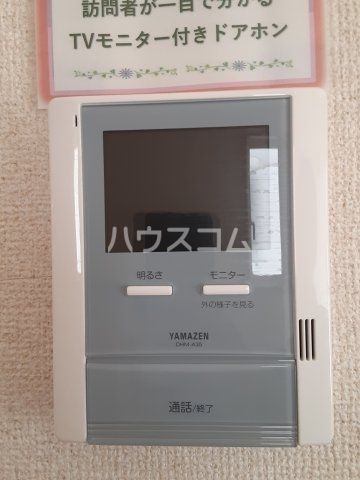 訪問者が一目で分かる
TVモニター付きドアホン
ハウスコム
明るさ
モニター
外の様子を見る
YAMAZEN
DHM-A35
通話/終了